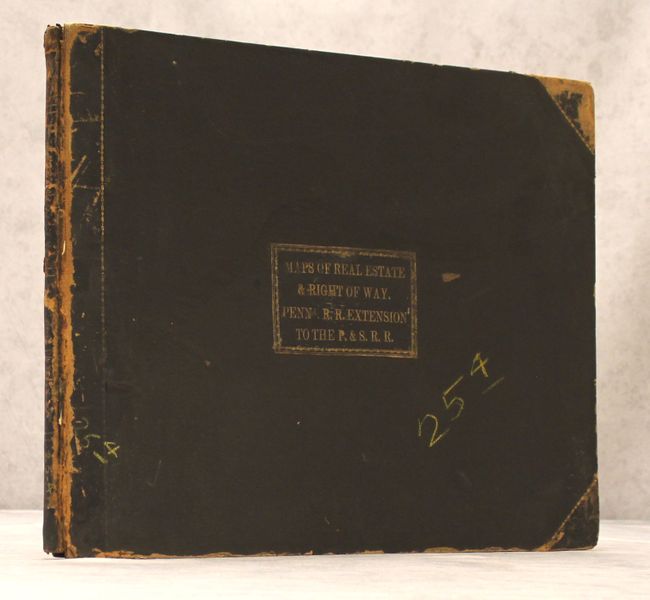 MAPS OF REAL ESTATE
& RIGHT OF WAY.
PENNA. R. R. EXTENSION
TO THE P. & S. R. R.
254